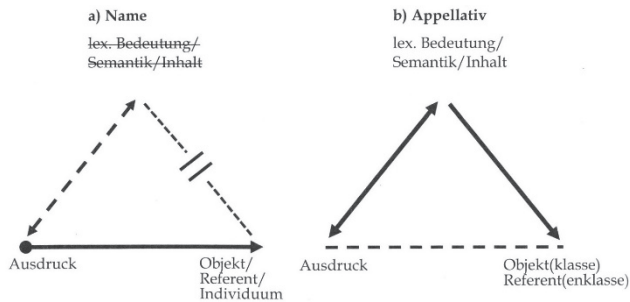 a) Name
lex. Bedeutung/
Semantik/Inhalt
Ausdruck
Objekt/
Referent/
Individuum
b) Appellativ
lex. Bedeutung/
Semantik/Inhalt
Ausdruck
Objekt(klasse)
Referent(enklasse)